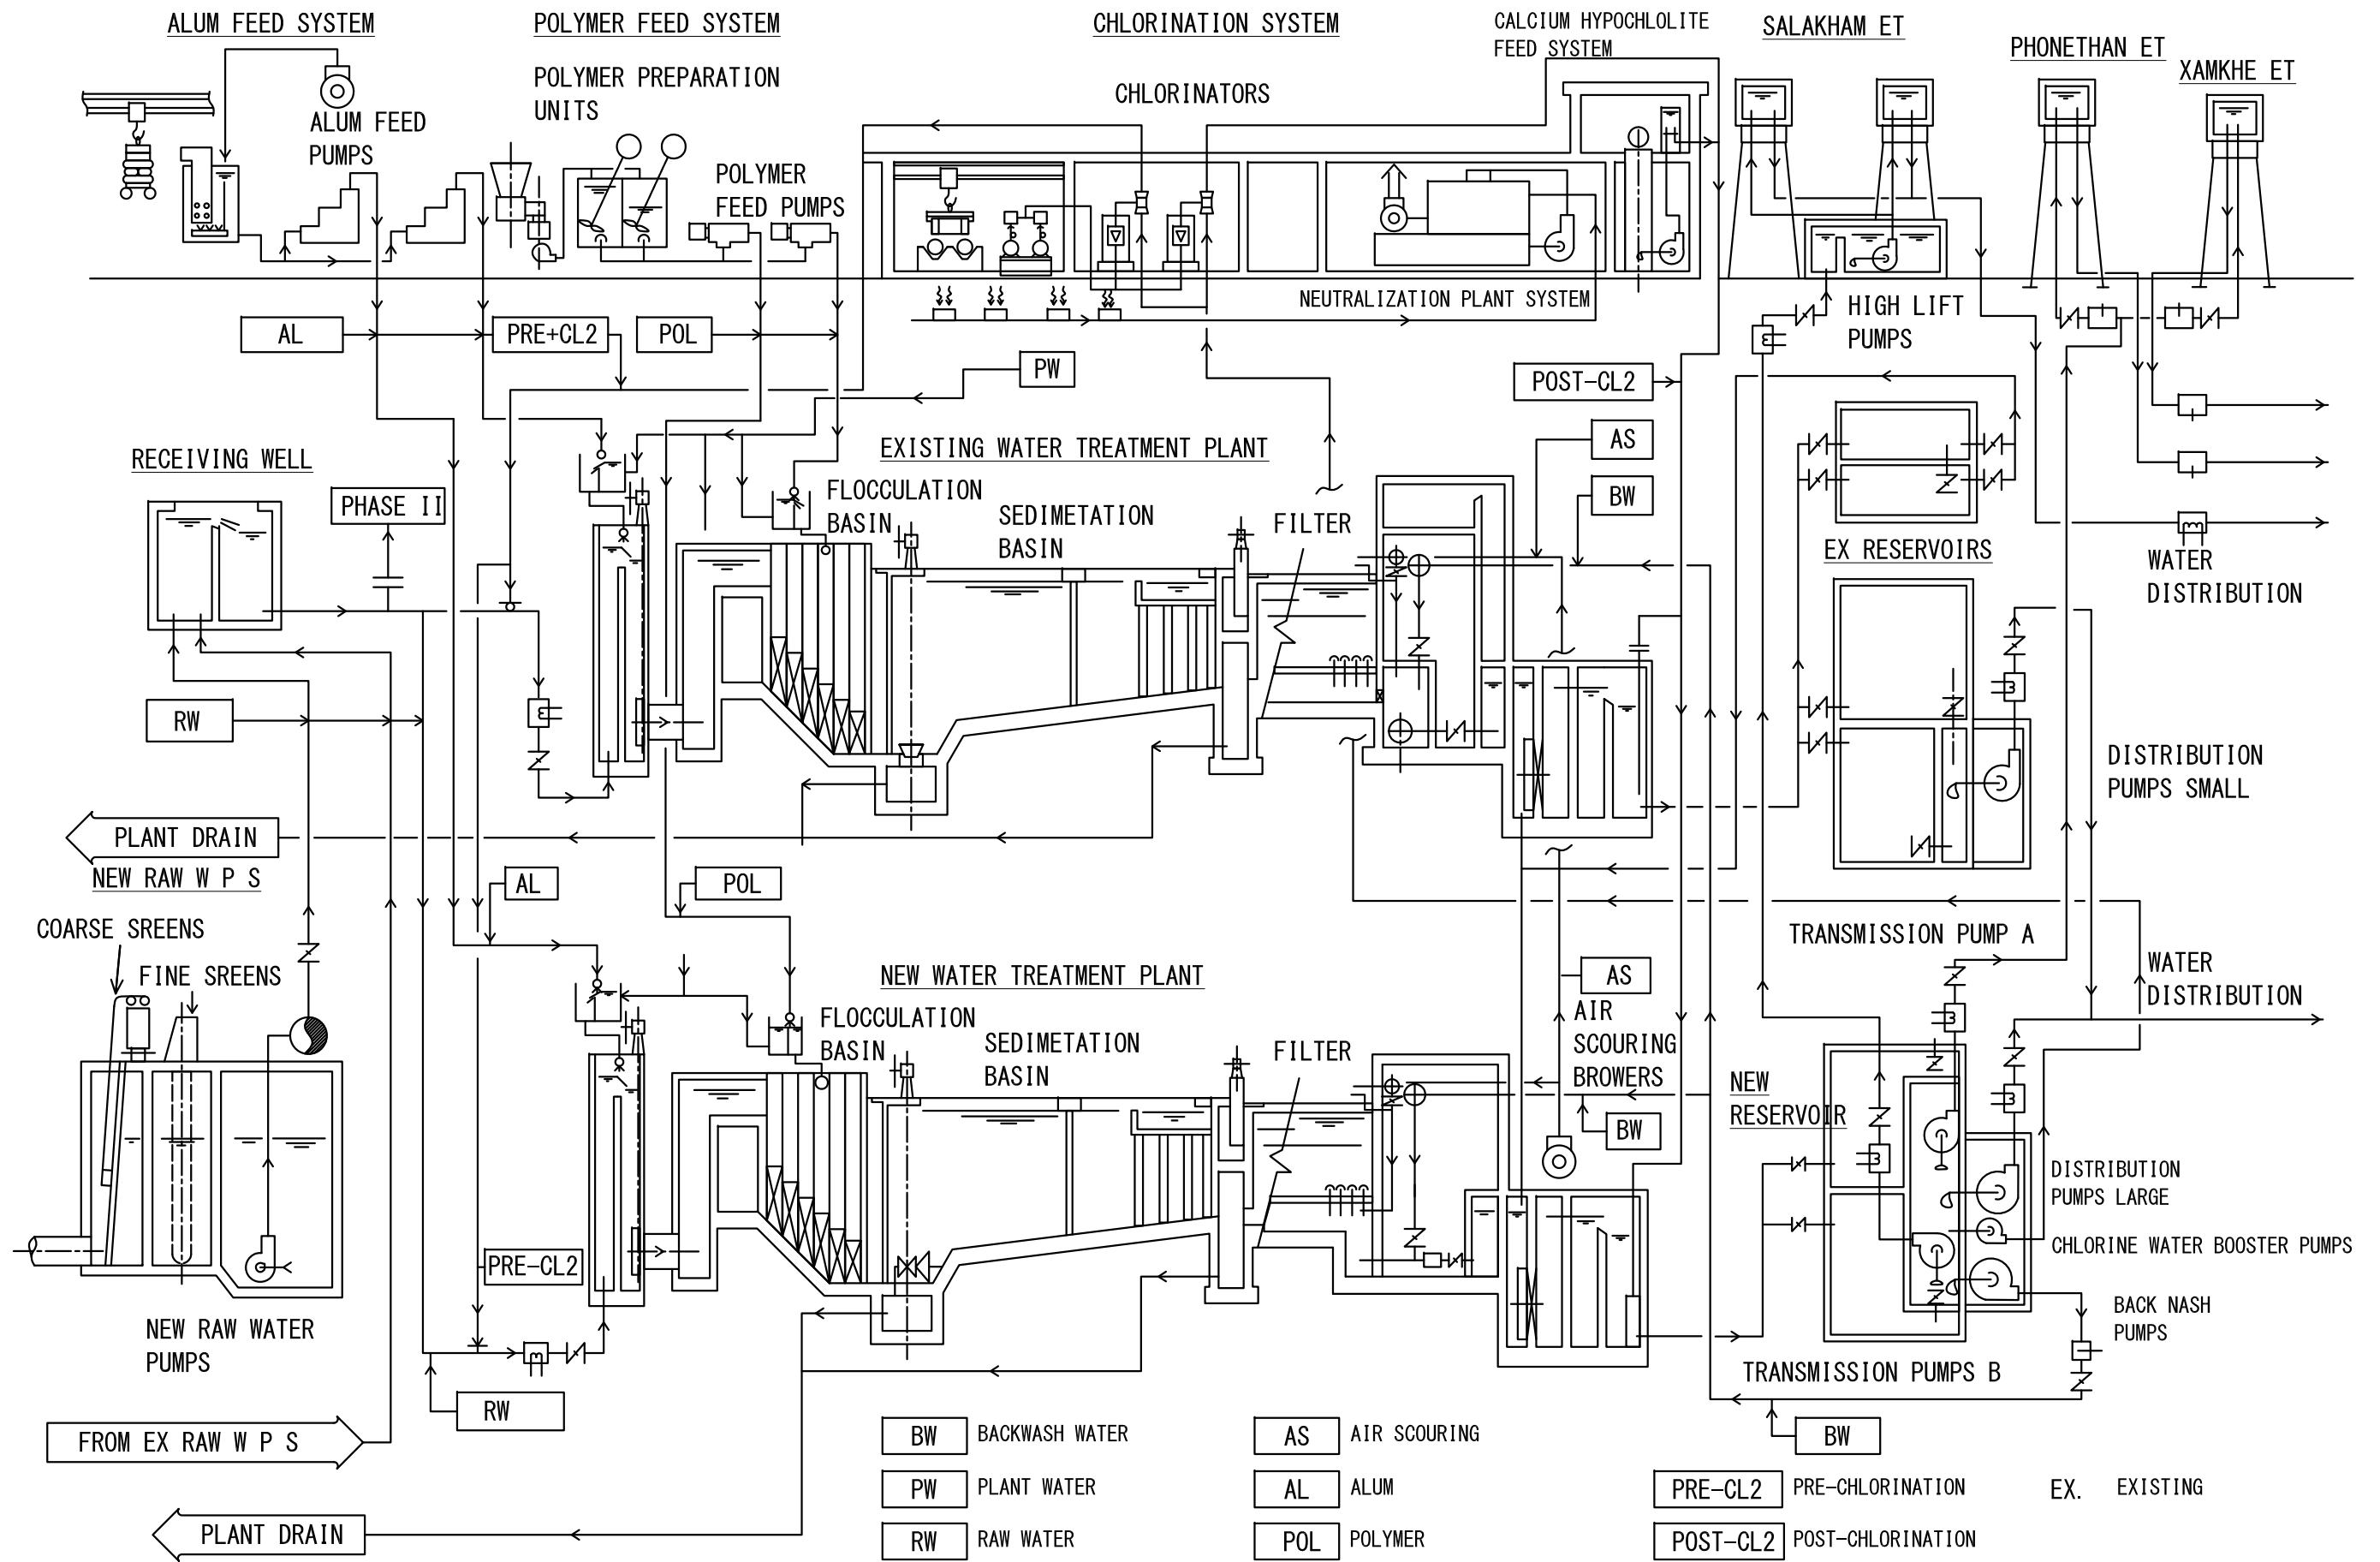 ALUM FEED SYSTEM
POLYMER FEED SYSTEM
CHLORINATION SYSTEM
CALCIUM HYPOCHLOLITE
FEED SYSTEM
SALAKHAM ET
PHONETHAN ET
XAMKHE ET
POLYMER PREPARATION
UNITS
CHLORINATORS
ALUM FEED
PUMPS
POLYMER
FEED PUMPS
NEUTRALIZATION PLANT SYSTEM
HIGH LIFT
PUMPS
AL
PRE+CL2
POL
PW
POST-CL2
AS
RECEIVING WELL
EXISTING WATER TREATMENT PLANT
PHASE II
FLOCCULATION
BASIN
SEDIMETATION
BASIN
FILTER
BW
EX RESERVOIRS
WATER
DISTRIBUTION
RW
DISTRIBUTION
PUMPS SMALL
PLANT DRAIN
NEW RAW W P S
AL
POL
COARSE SREENS
FINE SREENS
NEW WATER TREATMENT PLANT
TRANSMISSION PUMP A
WATER
DISTRIBUTION
AS
FLOCCULATION
BASIN
SEDIMETATION
BASIN
FILTER
AIR
SCOURING
BROWERS
BW
NEW
RESERVOIR
DISTRIBUTION
PUMPS LARGE
CHLORINE WATER BOOSTER PUMPS
PRE-CL2
NEW RAW WATER
PUMPS
BACK NASH
PUMPS
TRANSMISSION PUMPS B
RW
FROM EX RAW W P S
BW
BW BACKWASH WATER
AS AIR SCOURING
PW PLANT WATER
AL ALUM
PRE-CL2 PRE-CHLORINATION
EX. EXISTING
PLANT DRAIN
RW RAW WATER
POL POLYMER
POST-CL2 POST-CHLORINATION